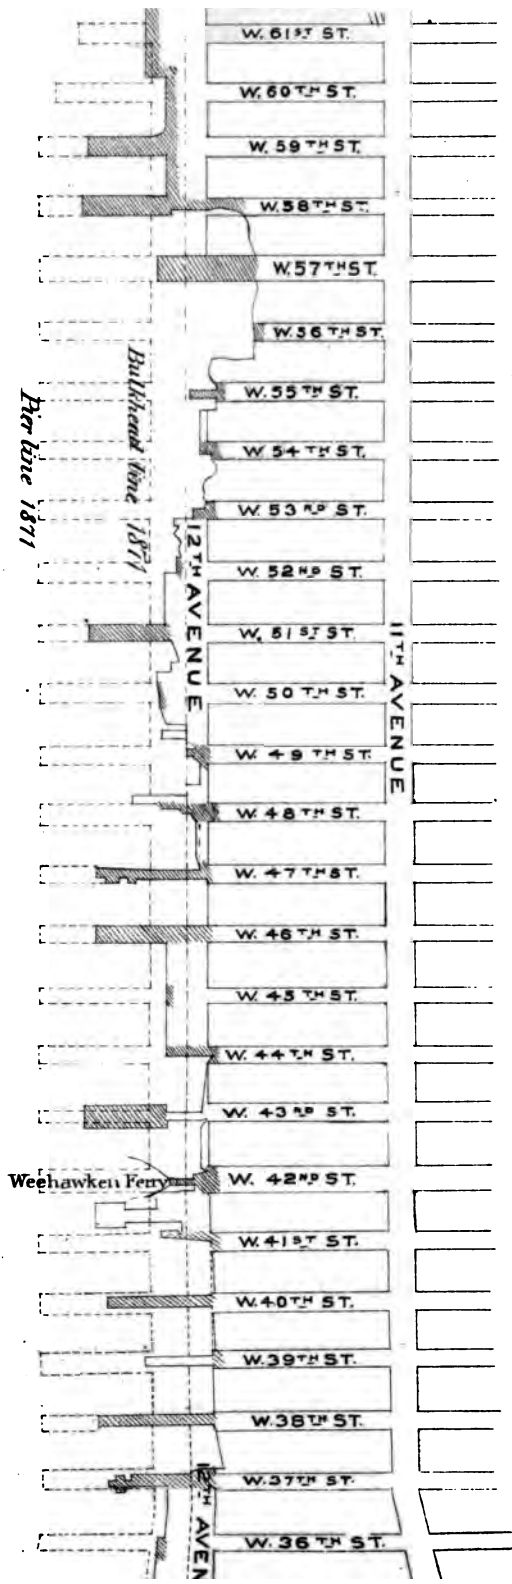 W. 61ST ST.
W. 60TH ST.
W. 59TH ST.
W. 58TH ST.
W. 57TH ST.
W. 56TH ST.
W. 55TH ST.
W. 54TH ST.
W. 53RD ST.
W. 52ND ST.
W. 51ST ST.
W. 50TH ST.
W. 49TH ST.
W. 48TH ST.
W. 47TH ST.
W. 46TH ST.
W. 45TH ST.
W. 44TH ST.
W. 43RD ST.
Weehawken Ferry
W. 42ND ST.
W. 41ST ST.
W. 40TH ST.
W. 39TH ST.
W. 38TH ST.
W. 37TH ST.
W. 36TH ST.
Pier line 1871
Bulkhead line 1871
12TH AVENUE
11TH AVENUE
12TH AVEN